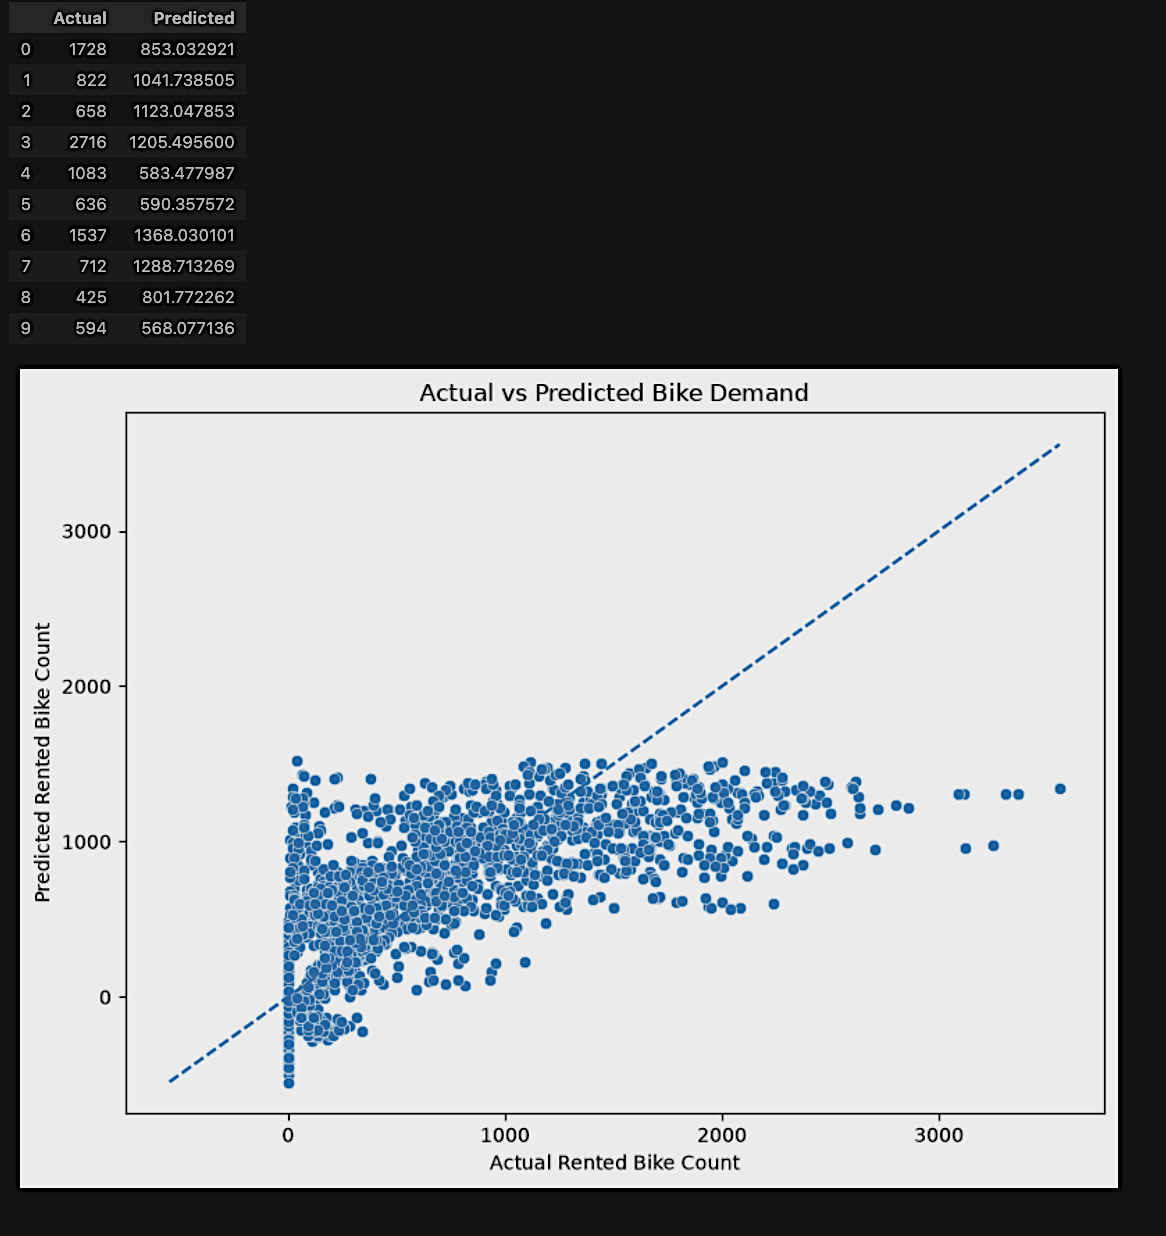 Actual Predicted
0 1728 853.032921
1 822 1041.738505
2 658 1123.047853
3 2716 1205.495600
4 1083 583.477987
5 636 590.357572
6 1537 1368.030101
7 712 1288.713269
8 425 801.772262
9 594 568.077136
Actual vs Predicted Bike Demand
Predicted Rented Bike Count
3000
2000
1000
0
0 1000 2000 3000
Actual Rented Bike Count